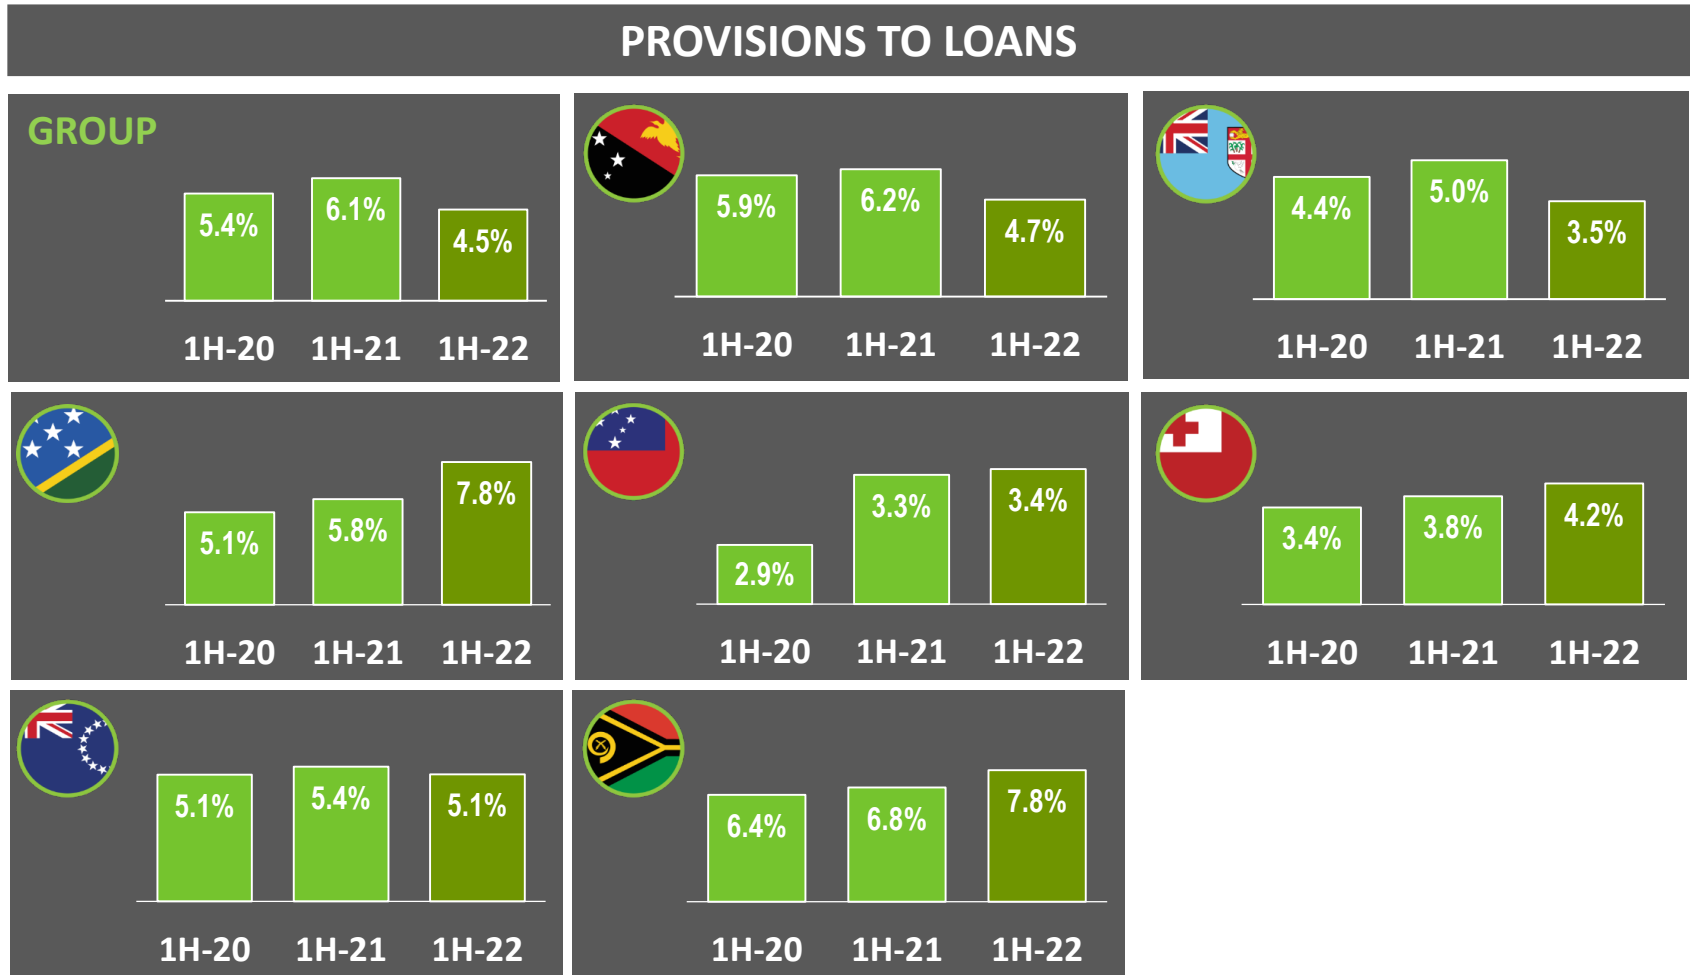 PROVISIONS TO LOANS
GROUP
5.4%
6.1%
4.5%
1H-20 1H-21 1H-22
5.9%
6.2%
4.7%
1H-20 1H-21 1H-22
4.4%
5.0%
3.5%
1H-20 1H-21 1H-22
5.1%
5.8%
7.8%
1H-20 1H-21 1H-22
2.9%
3.3%
3.4%
1H-20 1H-21 1H-22
3.4%
3.8%
4.2%
1H-20 1H-21 1H-22
5.1%
5.4%
5.1%
1H-20 1H-21 1H-22
6.4%
6.8%
7.8%
1H-20 1H-21 1H-22